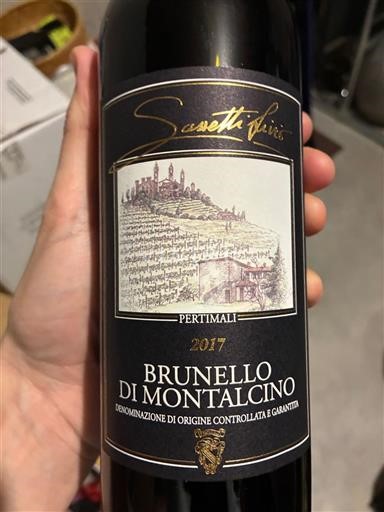 Sassetti Livio
PERTIMALI
2017
BRUNELLO
DI MONTALCINO
DENOMINAZIONE DI ORIGINE CONTROLLATA E GARANTITA